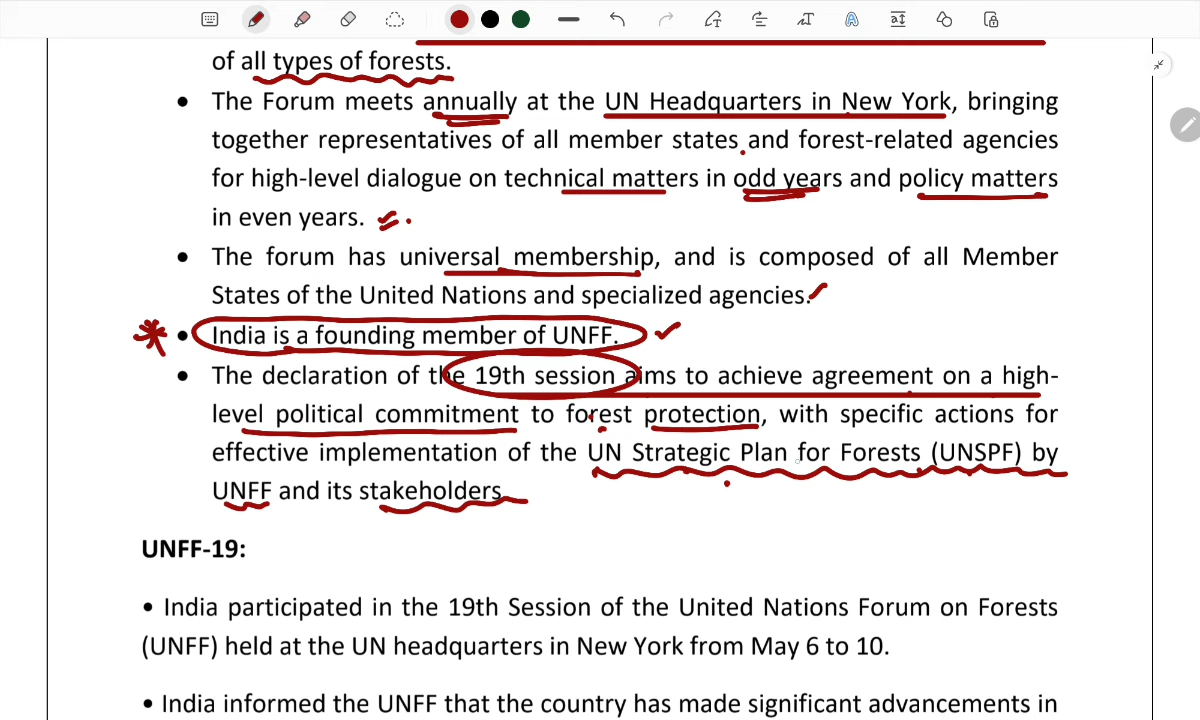 of all types of forests.
• The Forum meets annually at the UN Headquarters in New York, bringing
together representatives of all member states and forest-related agencies
for high-level dialogue on technical matters in odd years and policy matters
in even years.
• The forum has universal membership, and is composed of all Member
States of the United Nations and specialized agencies.
• India is a founding member of UNFF.
• The declaration of the 19th session aims to achieve agreement on a high-
level political commitment to forest protection, with specific actions for
effective implementation of the UN Strategic Plan for Forests (UNSPF) by
UNFF and its stakeholders
UNFF-19:
• India participated in the 19th Session of the United Nations Forum on Forests
(UNFF) held at the UN headquarters in New York from May 6 to 10.
• India informed the UNFF that the country has made significant advancements in